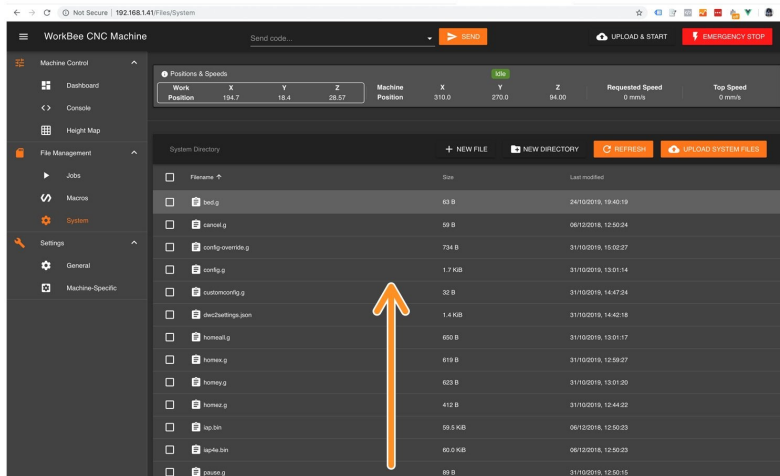 Not Secure | 192.168.1.41/Files/System
WorkBee CNC Machine
Send code...
SEND
UPLOAD & START
EMERGENCY STOP
Machine Control
Dashboard
Console
Height Map
File Management
Jobs
Macros
System
Settings
General
Machine-Specific
Positions & Speeds
Idle
Work Position X Y Z Machine Position X Y Z Requested Speed Top Speed
194.7 18.4 28.57 310.0 270.0 94.00 0 mm/s 0 mm/s
System Directory
NEW FILE
NEW DIRECTORY
REFRESH
UPLOAD SYSTEM FILES
Filename Size Last modified
bed.g 63 B 24/10/2019, 19:40:19
cancel.g 59 B 06/12/2018, 12:50:24
config-override.g 734 B 31/10/2019, 15:02:27
config.g 1.7 KiB 31/10/2019, 13:01:14
customconfig.g 32 B 31/10/2019, 14:47:24
dwc2settings.json 1.4 KiB 31/10/2019, 14:42:18
homeall.g 650 B 31/10/2019, 13:01:17
homex.g 619 B 31/10/2019, 12:59:27
homey.g 623 B 31/10/2019, 13:01:20
homez.g 412 B 31/10/2019, 12:44:22
iap.bin 59.5 KiB 06/12/2018, 12:50:23
iap4e.bin 60.0 KiB 06/12/2018, 12:50:23
pause.g 89 B 31/10/2019, 12:50:15